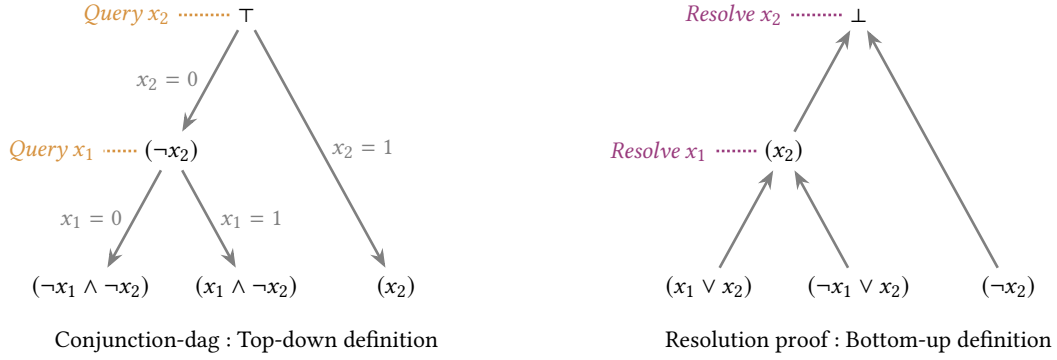 Query x₂ ⊤
x₂ = 0
x₂ = 1
Query x₁ (¬x₂)
x₁ = 0
x₁ = 1
(¬x₁ ∧ ¬x₂) (x₁ ∧ ¬x₂) (x₂)
Conjunction-dag : Top-down definition
Resolve x₂ ⊥
Resolve x₁ (x₂)
(x₁ ∨ x₂) (¬x₁ ∨ x₂) (¬x₂)
Resolution proof : Bottom-up definition